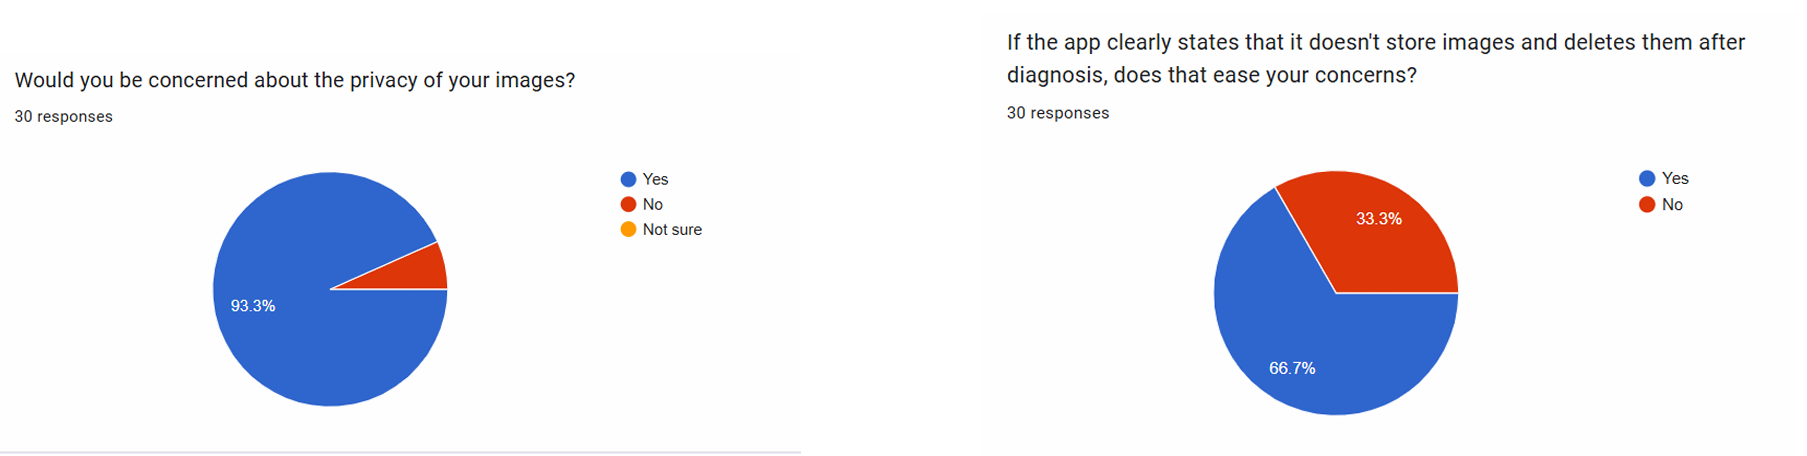 Would you be concerned about the privacy of your images?
30 responses
Yes
No
Not sure
93.3%
If the app clearly states that it doesn't store images and deletes them after
diagnosis, does that ease your concerns?
30 responses
Yes
No
33.3%
66.7%